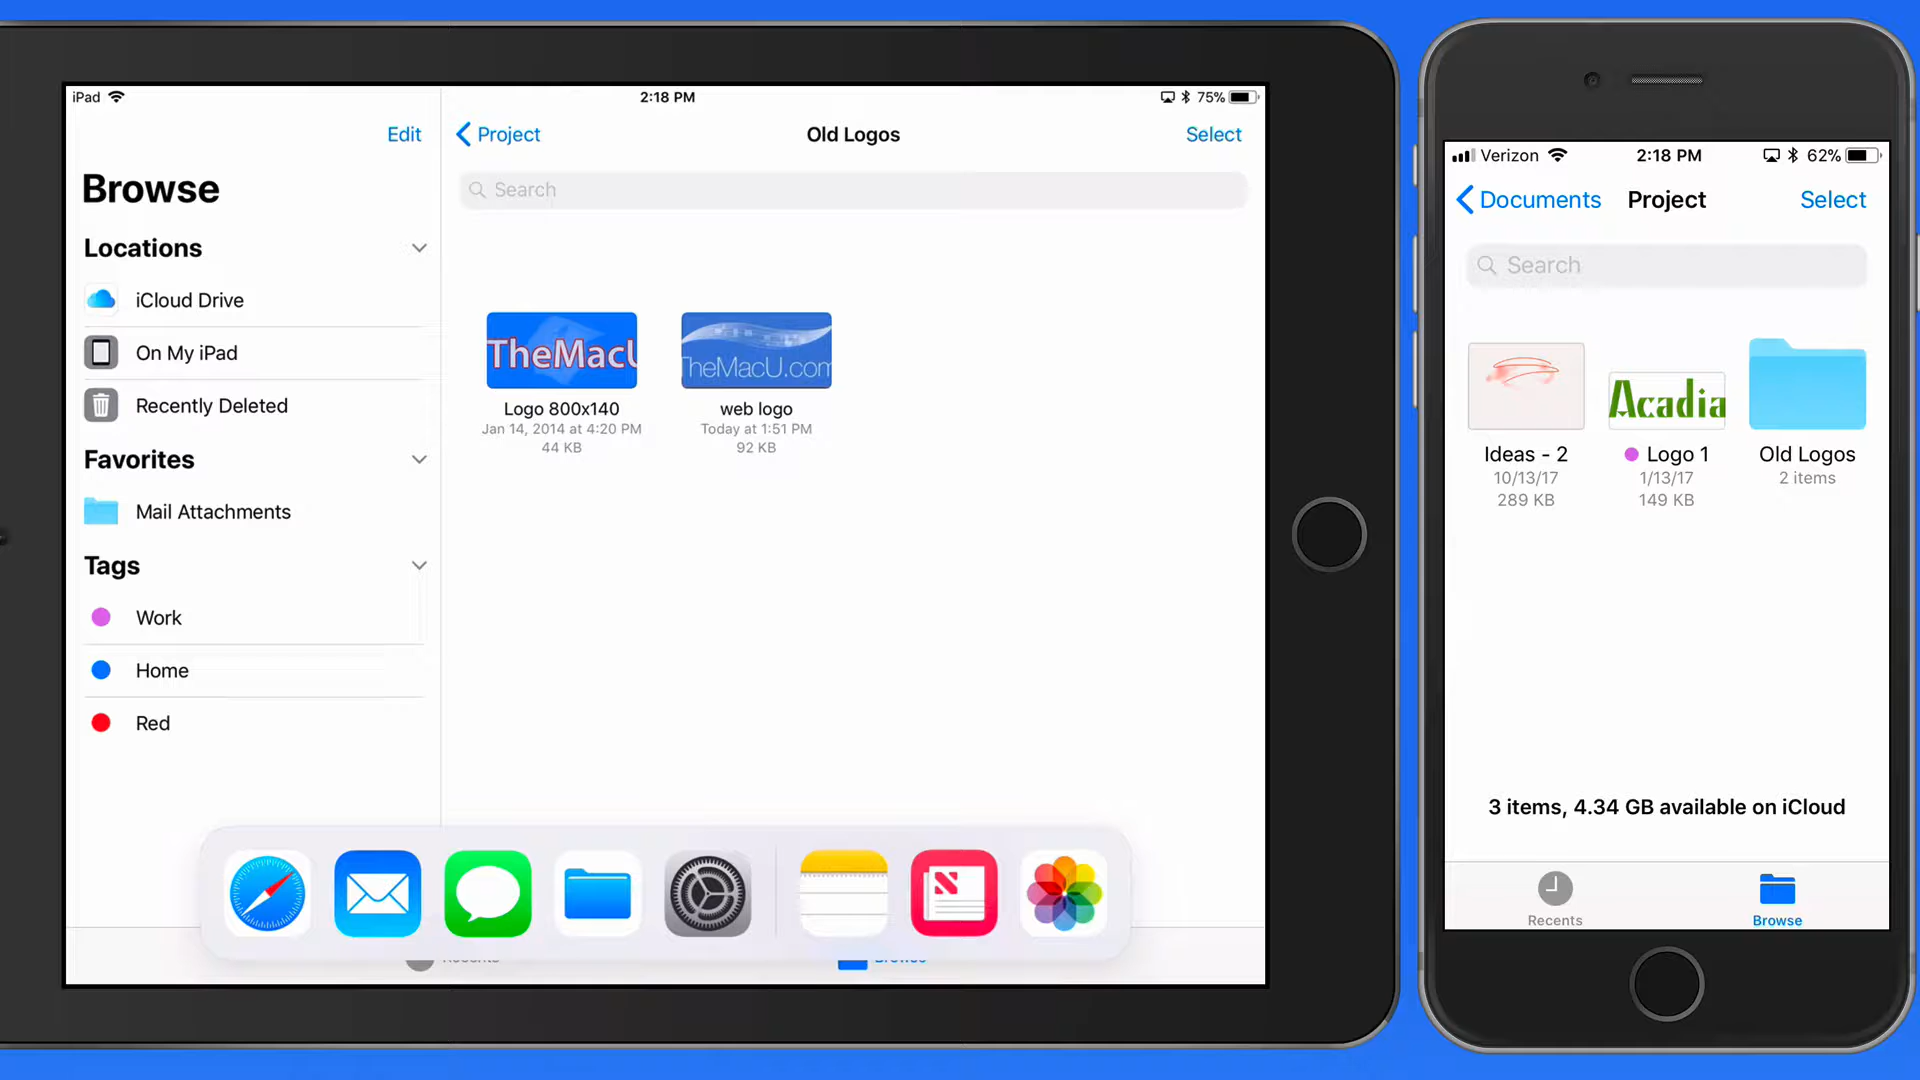 iPad
2:18 PM
75%
Edit
Project
Old Logos
Select
Browse
Search
Locations
iCloud Drive
On My iPad
Recently Deleted
Favorites
Mail Attachments
Tags
Work
Home
Red
TheMacU
Logo 800x140
Jan 14, 2014 at 4:20 PM
44 KB
TheMacU.com
web logo
Today at 1:51 PM
92 KB
Recents
Browse
Verizon
2:18 PM
62%
Documents
Project
Select
Search
Ideas - 2
10/13/17
289 KB
Acadia
Logo 1
1/13/17
149 KB
Old Logos
2 items
3 items, 4.34 GB available on iCloud
Recents
Browse